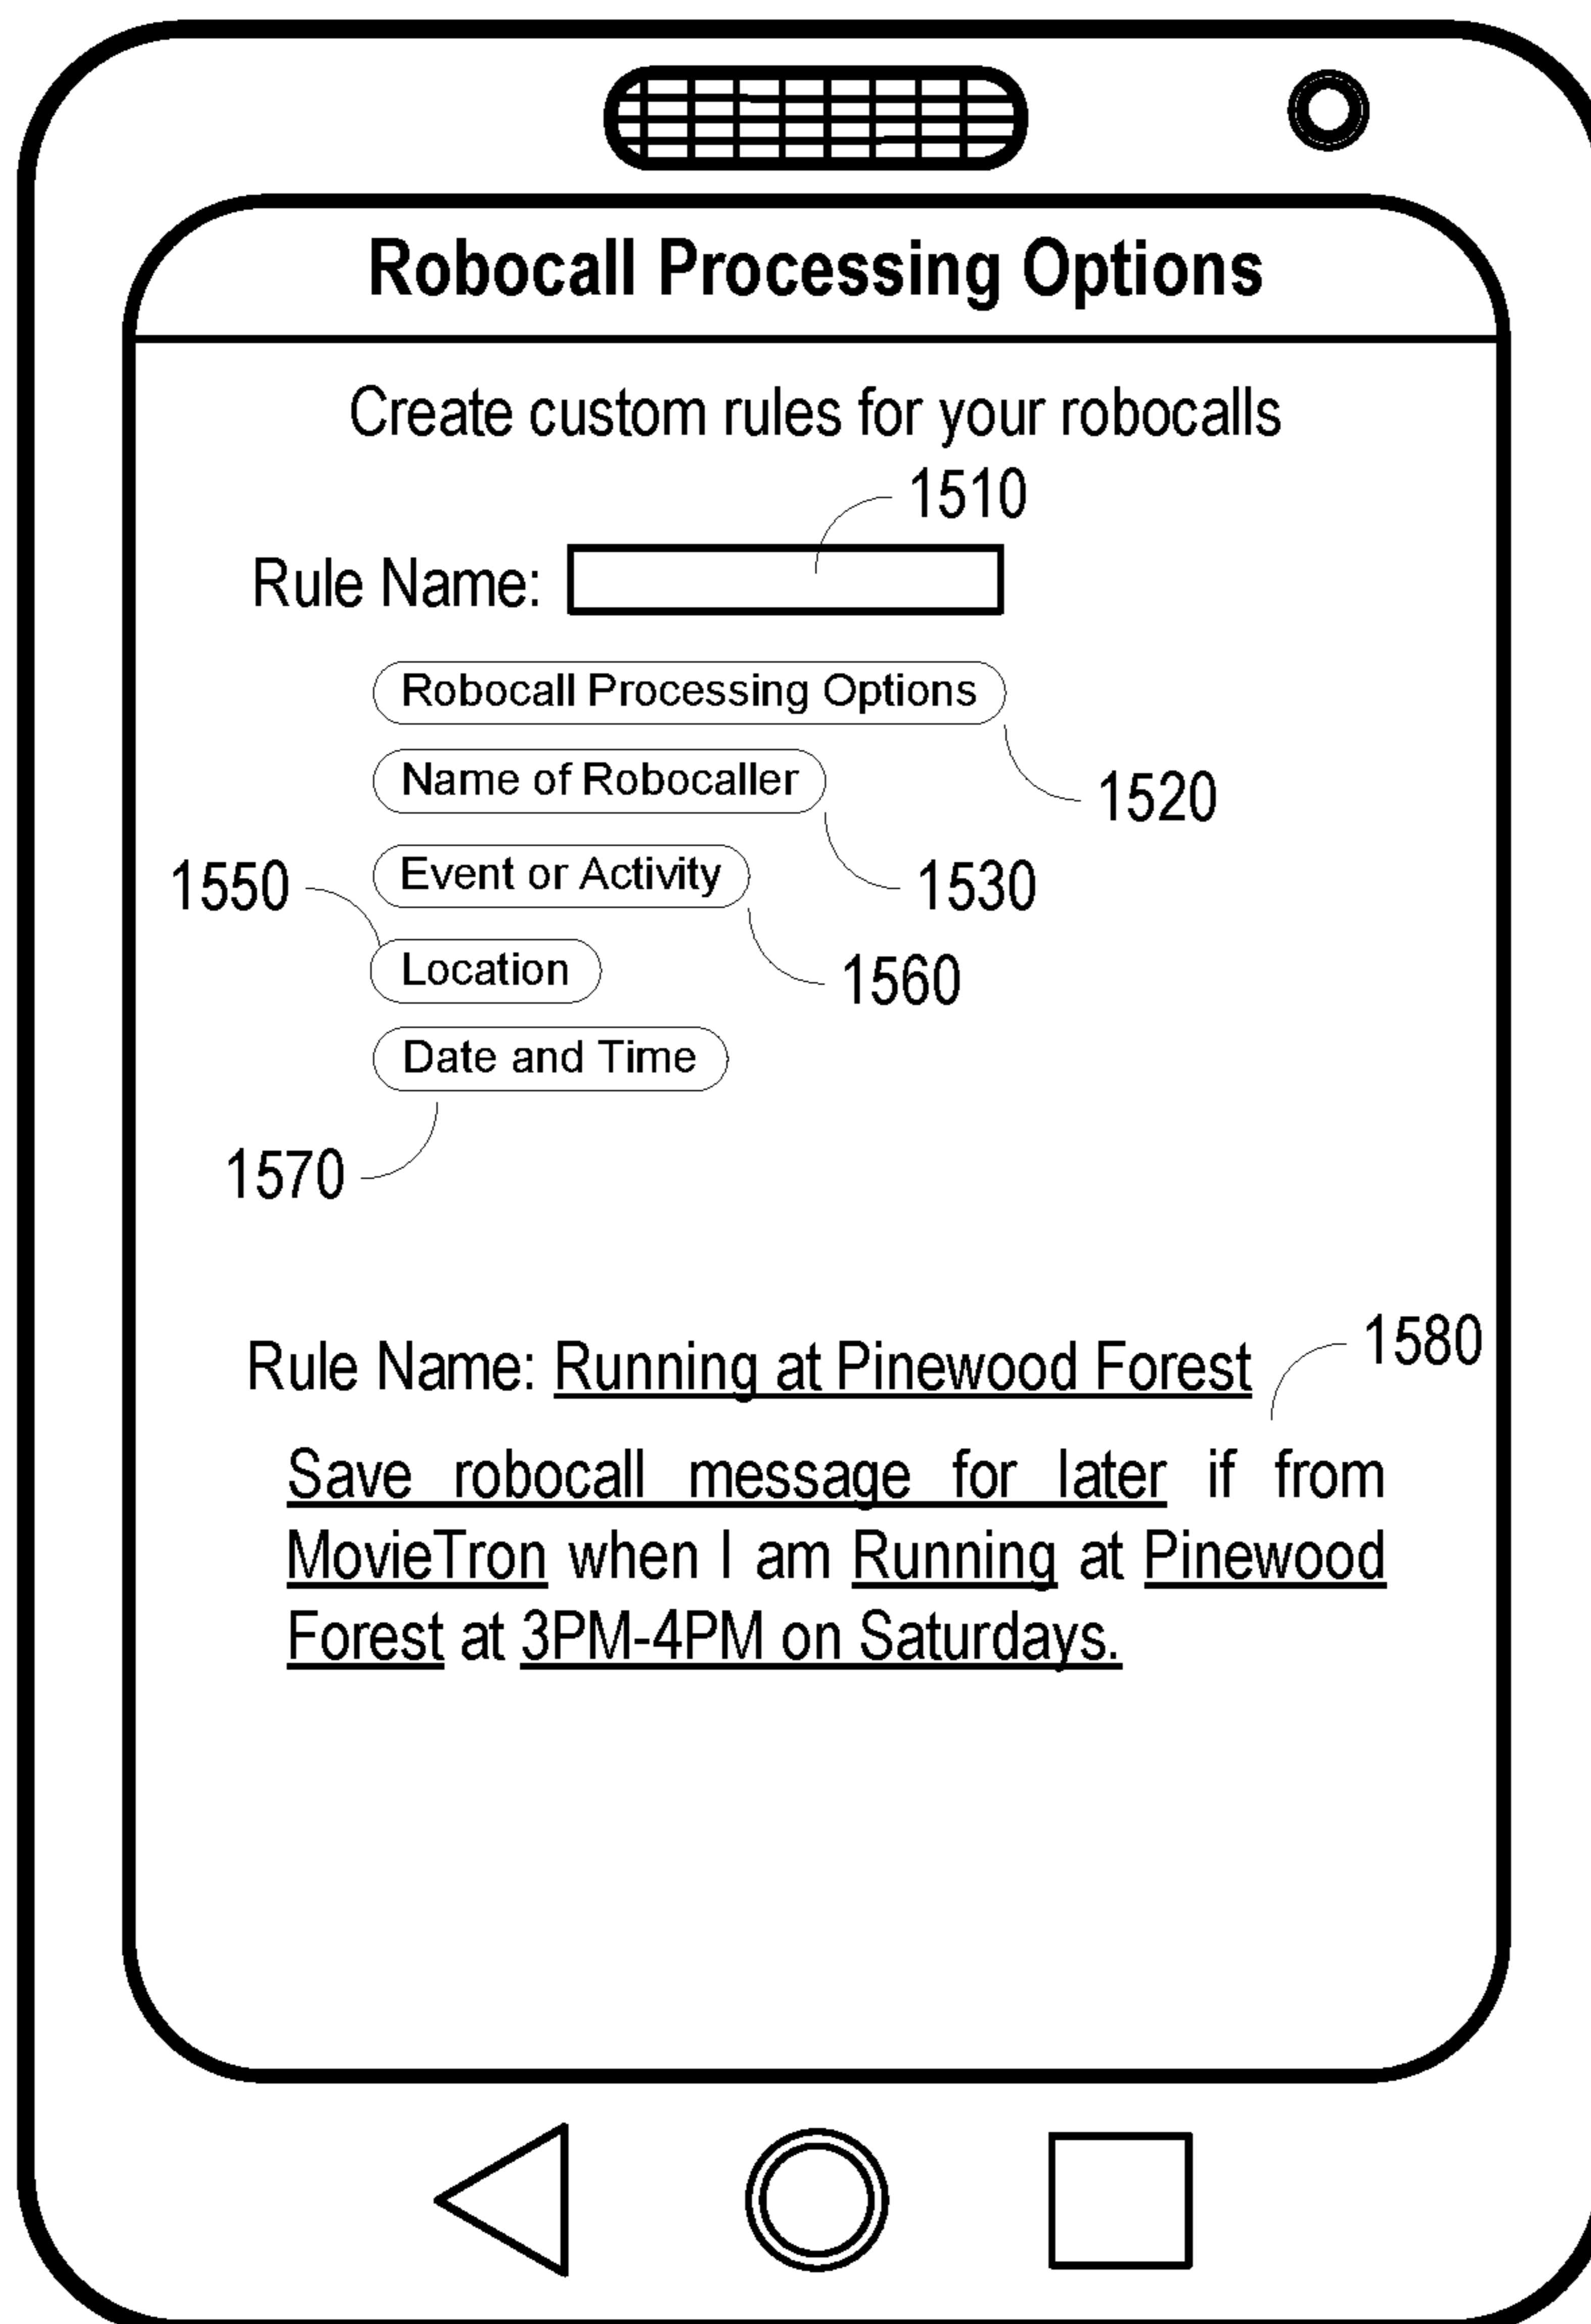 Robocall Processing Options
Create custom rules for your robocalls
1510
Rule Name:
Robocall Processing Options
1520
Name of Robocaller
1530
1550
Event or Activity
1560
Location
Date and Time
1570
1580
Rule Name: Running at Pinewood Forest
Save robocall message for later if from
MovieTron when I am Running at Pinewood
Forest at 3PM-4PM on Saturdays.